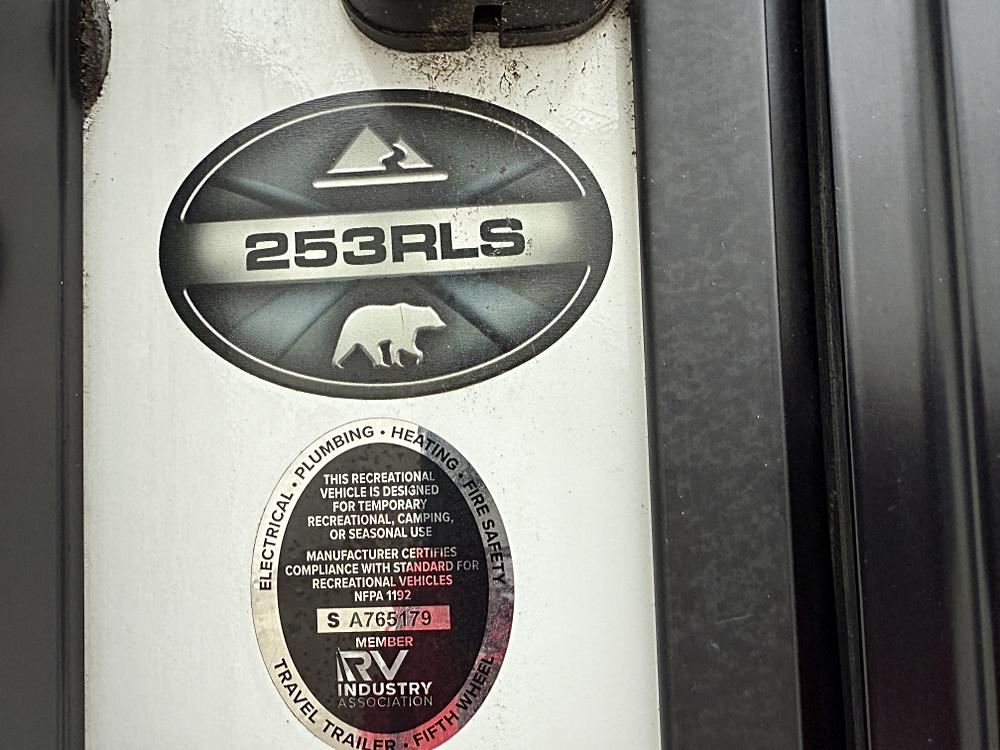 253RLS
ELECTRICAL • PLUMBING • HEATING • FIRE SAFETY
THIS RECREATIONAL
VEHICLE IS DESIGNED
FOR TEMPORARY
RECREATIONAL, CAMPING,
OR SEASONAL USE
MANUFACTURER CERTIFIES
COMPLIANCE WITH STANDARD FOR
RECREATIONAL VEHICLES
NFPA 1192
S A765179
MEMBER
RV
INDUSTRY
ASSOCIATION
TRAVEL TRAILER • FIFTH WHEEL